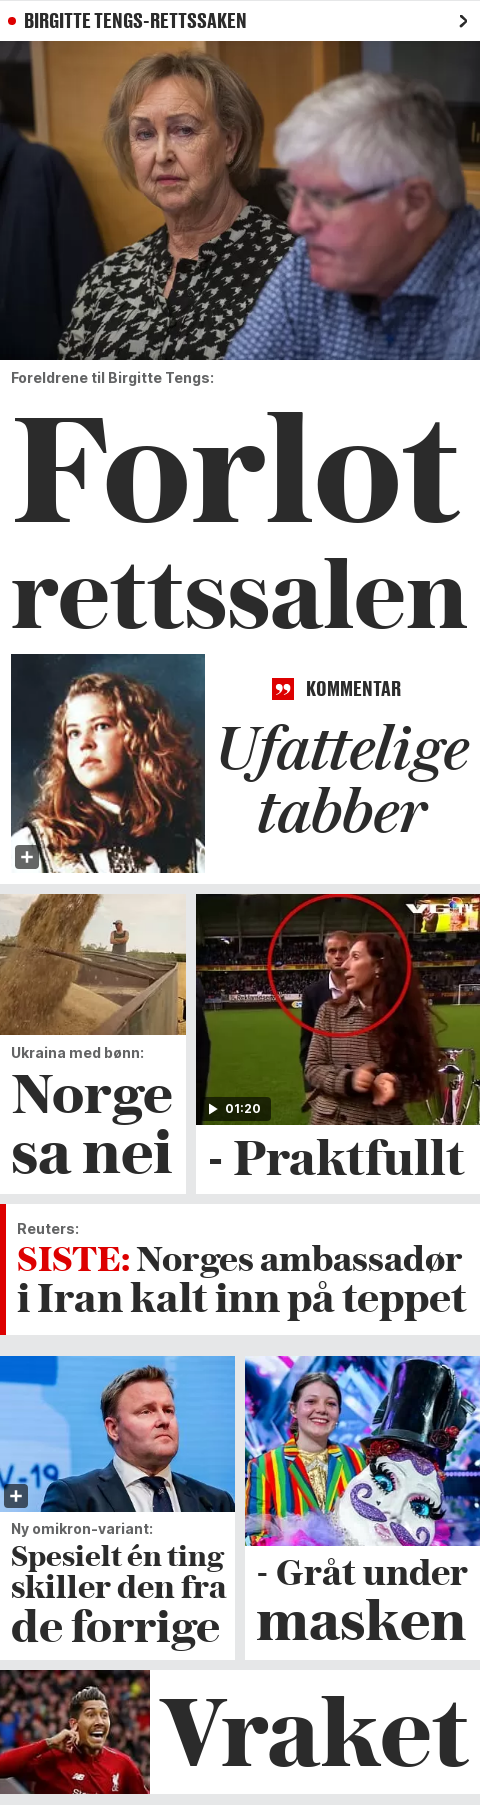 BIRGITTE TENGS-RETTSSAKEN
Foreldrene til Birgitte Tengs:
Forlot
rettssalen
KOMMENTAR
Ufattelige
tabber
VGTV
01:20
Ukraina med bønn:
Norge
sa nei
- Praktfullt
Reuters:
SISTE: Norges ambassadør
i Iran kalt inn på teppet
V-19
Ny omikron-variant:
Spesielt én ting
skiller den fra
de forrige
- Gråt under
masken
Vraket